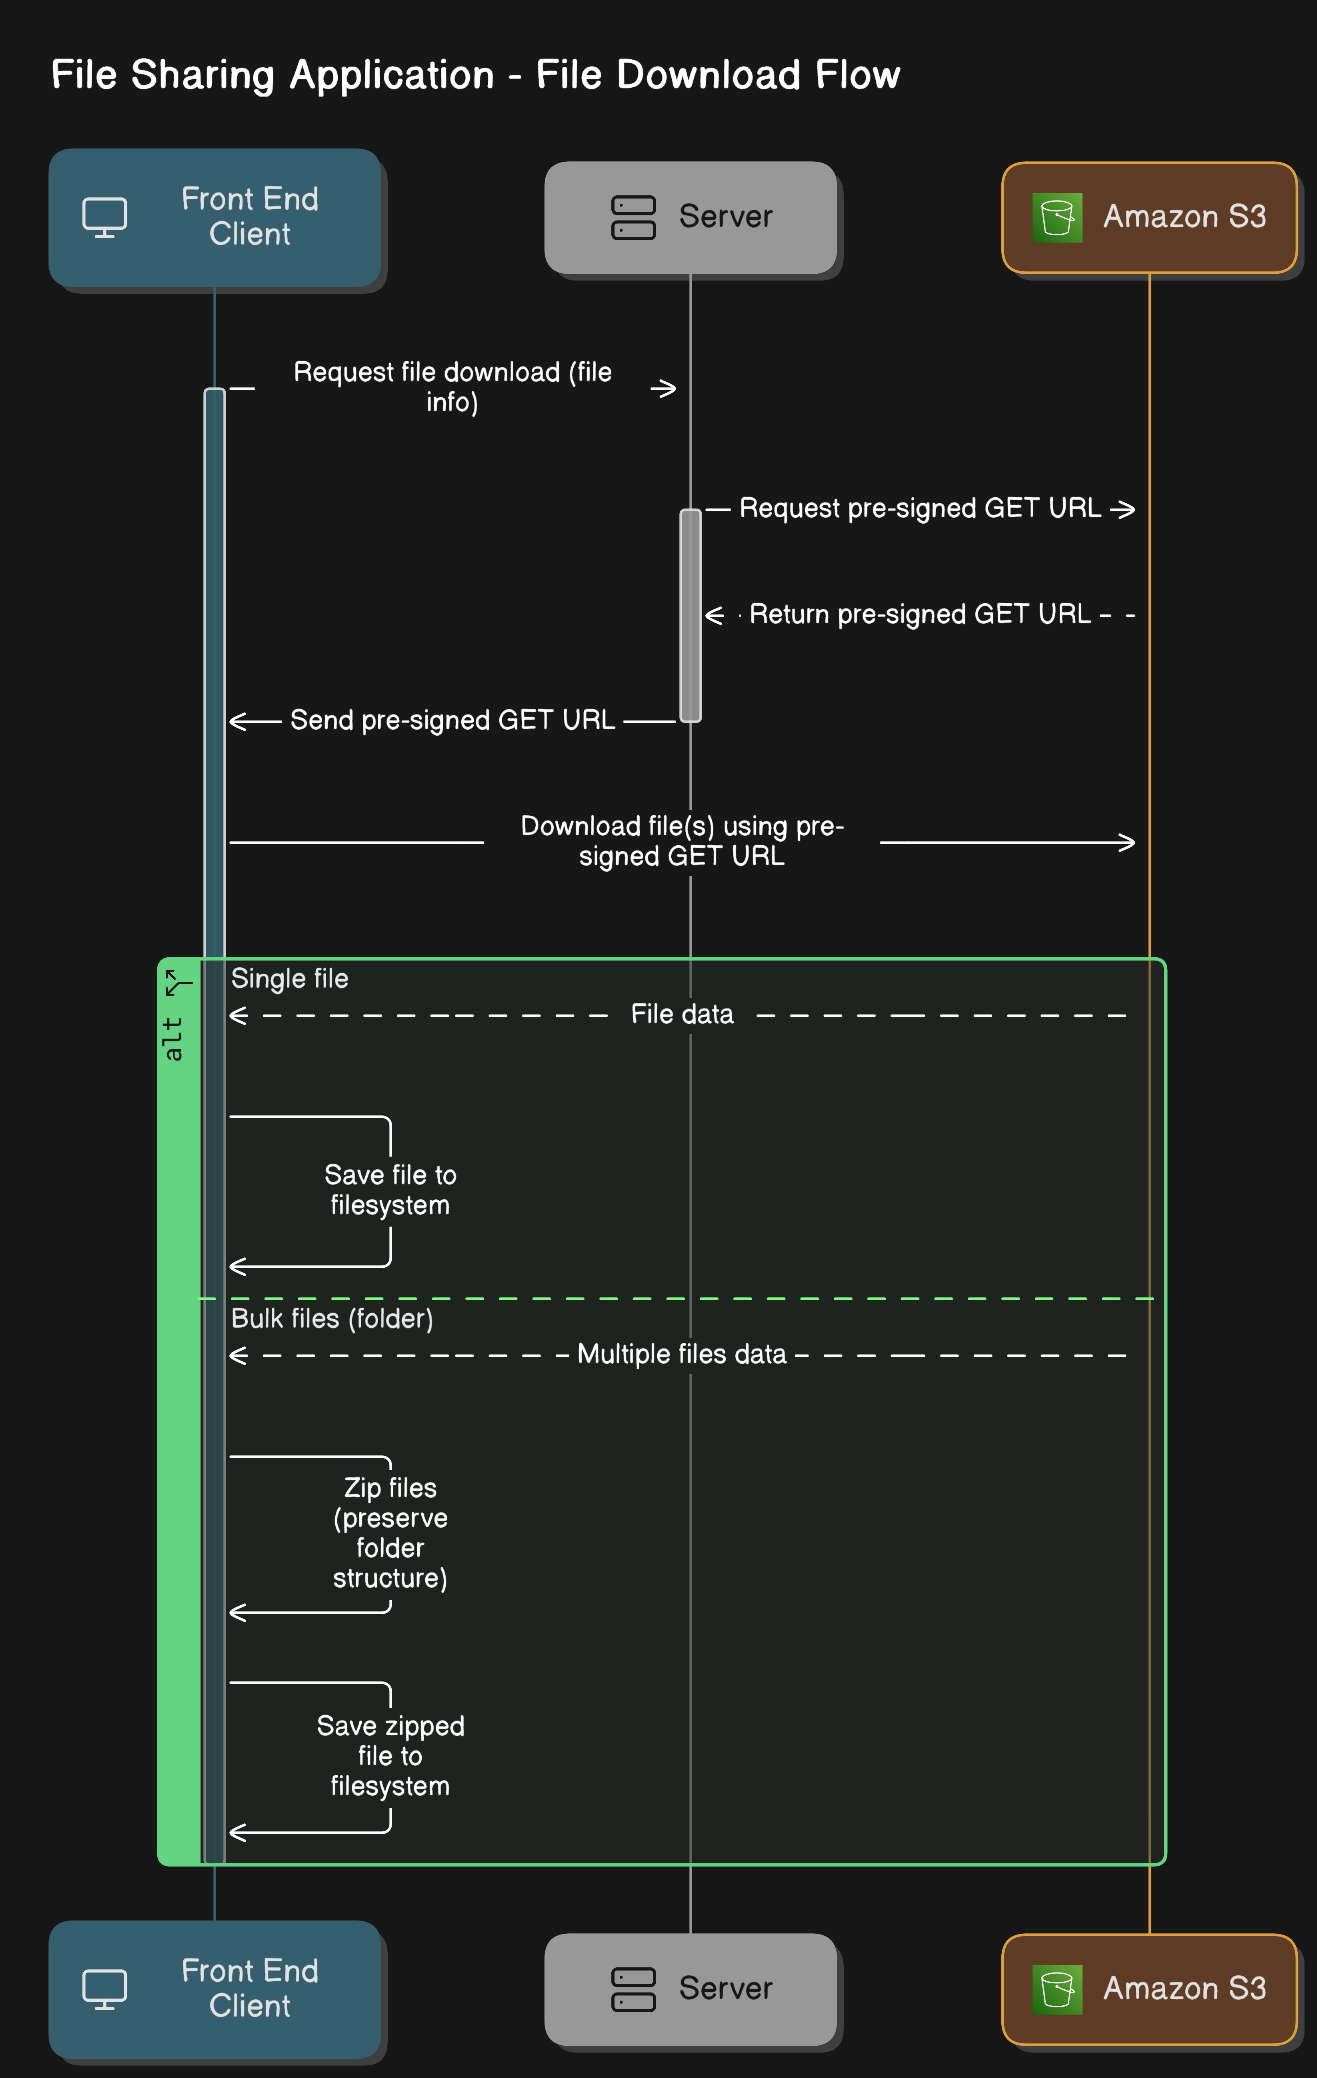 File Sharing Application - File Download Flow
Front End
Client
Server
Amazon S3
Request file download (file
info)
Request pre-signed GET URL
Return pre-signed GET URL
Send pre-signed GET URL
Download file(s) using pre-
signed GET URL
alt
Single file
File data
Save file to
filesystem
Bulk files (folder)
Multiple files data
Zip files
(preserve
folder
structure)
Save zipped
file to
filesystem
Front End
Client
Server
Amazon S3